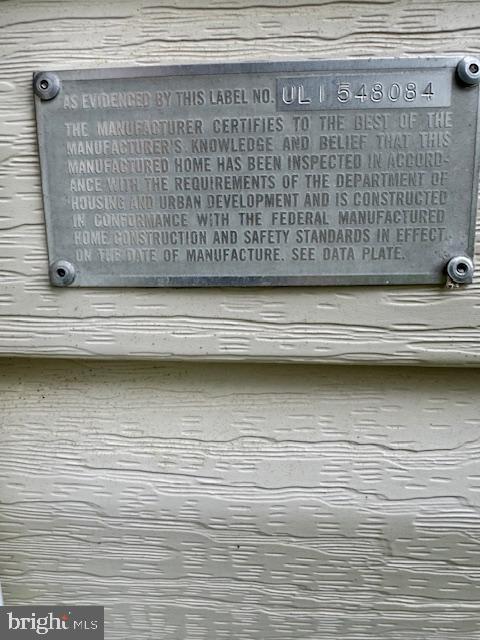 AS EVIDENCED BY THIS LABEL NO. ULI 548084
THE MANUFACTURER CERTIFIES TO THE BEST OF THE
MANUFACTURER'S KNOWLEDGE AND BELIEF THAT THIS
MANUFACTURED HOME HAS BEEN INSPECTED IN ACCORD-
ANCE WITH THE REQUIREMENTS OF THE DEPARTMENT OF
HOUSING AND URBAN DEVELOPMENT AND IS CONSTRUCTED
IN CONFORMANCE WITH THE FEDERAL MANUFACTURED
HOME CONSTRUCTION AND SAFETY STANDARDS IN EFFECT
ON THE DATE OF MANUFACTURE. SEE DATA PLATE.
bright MLS